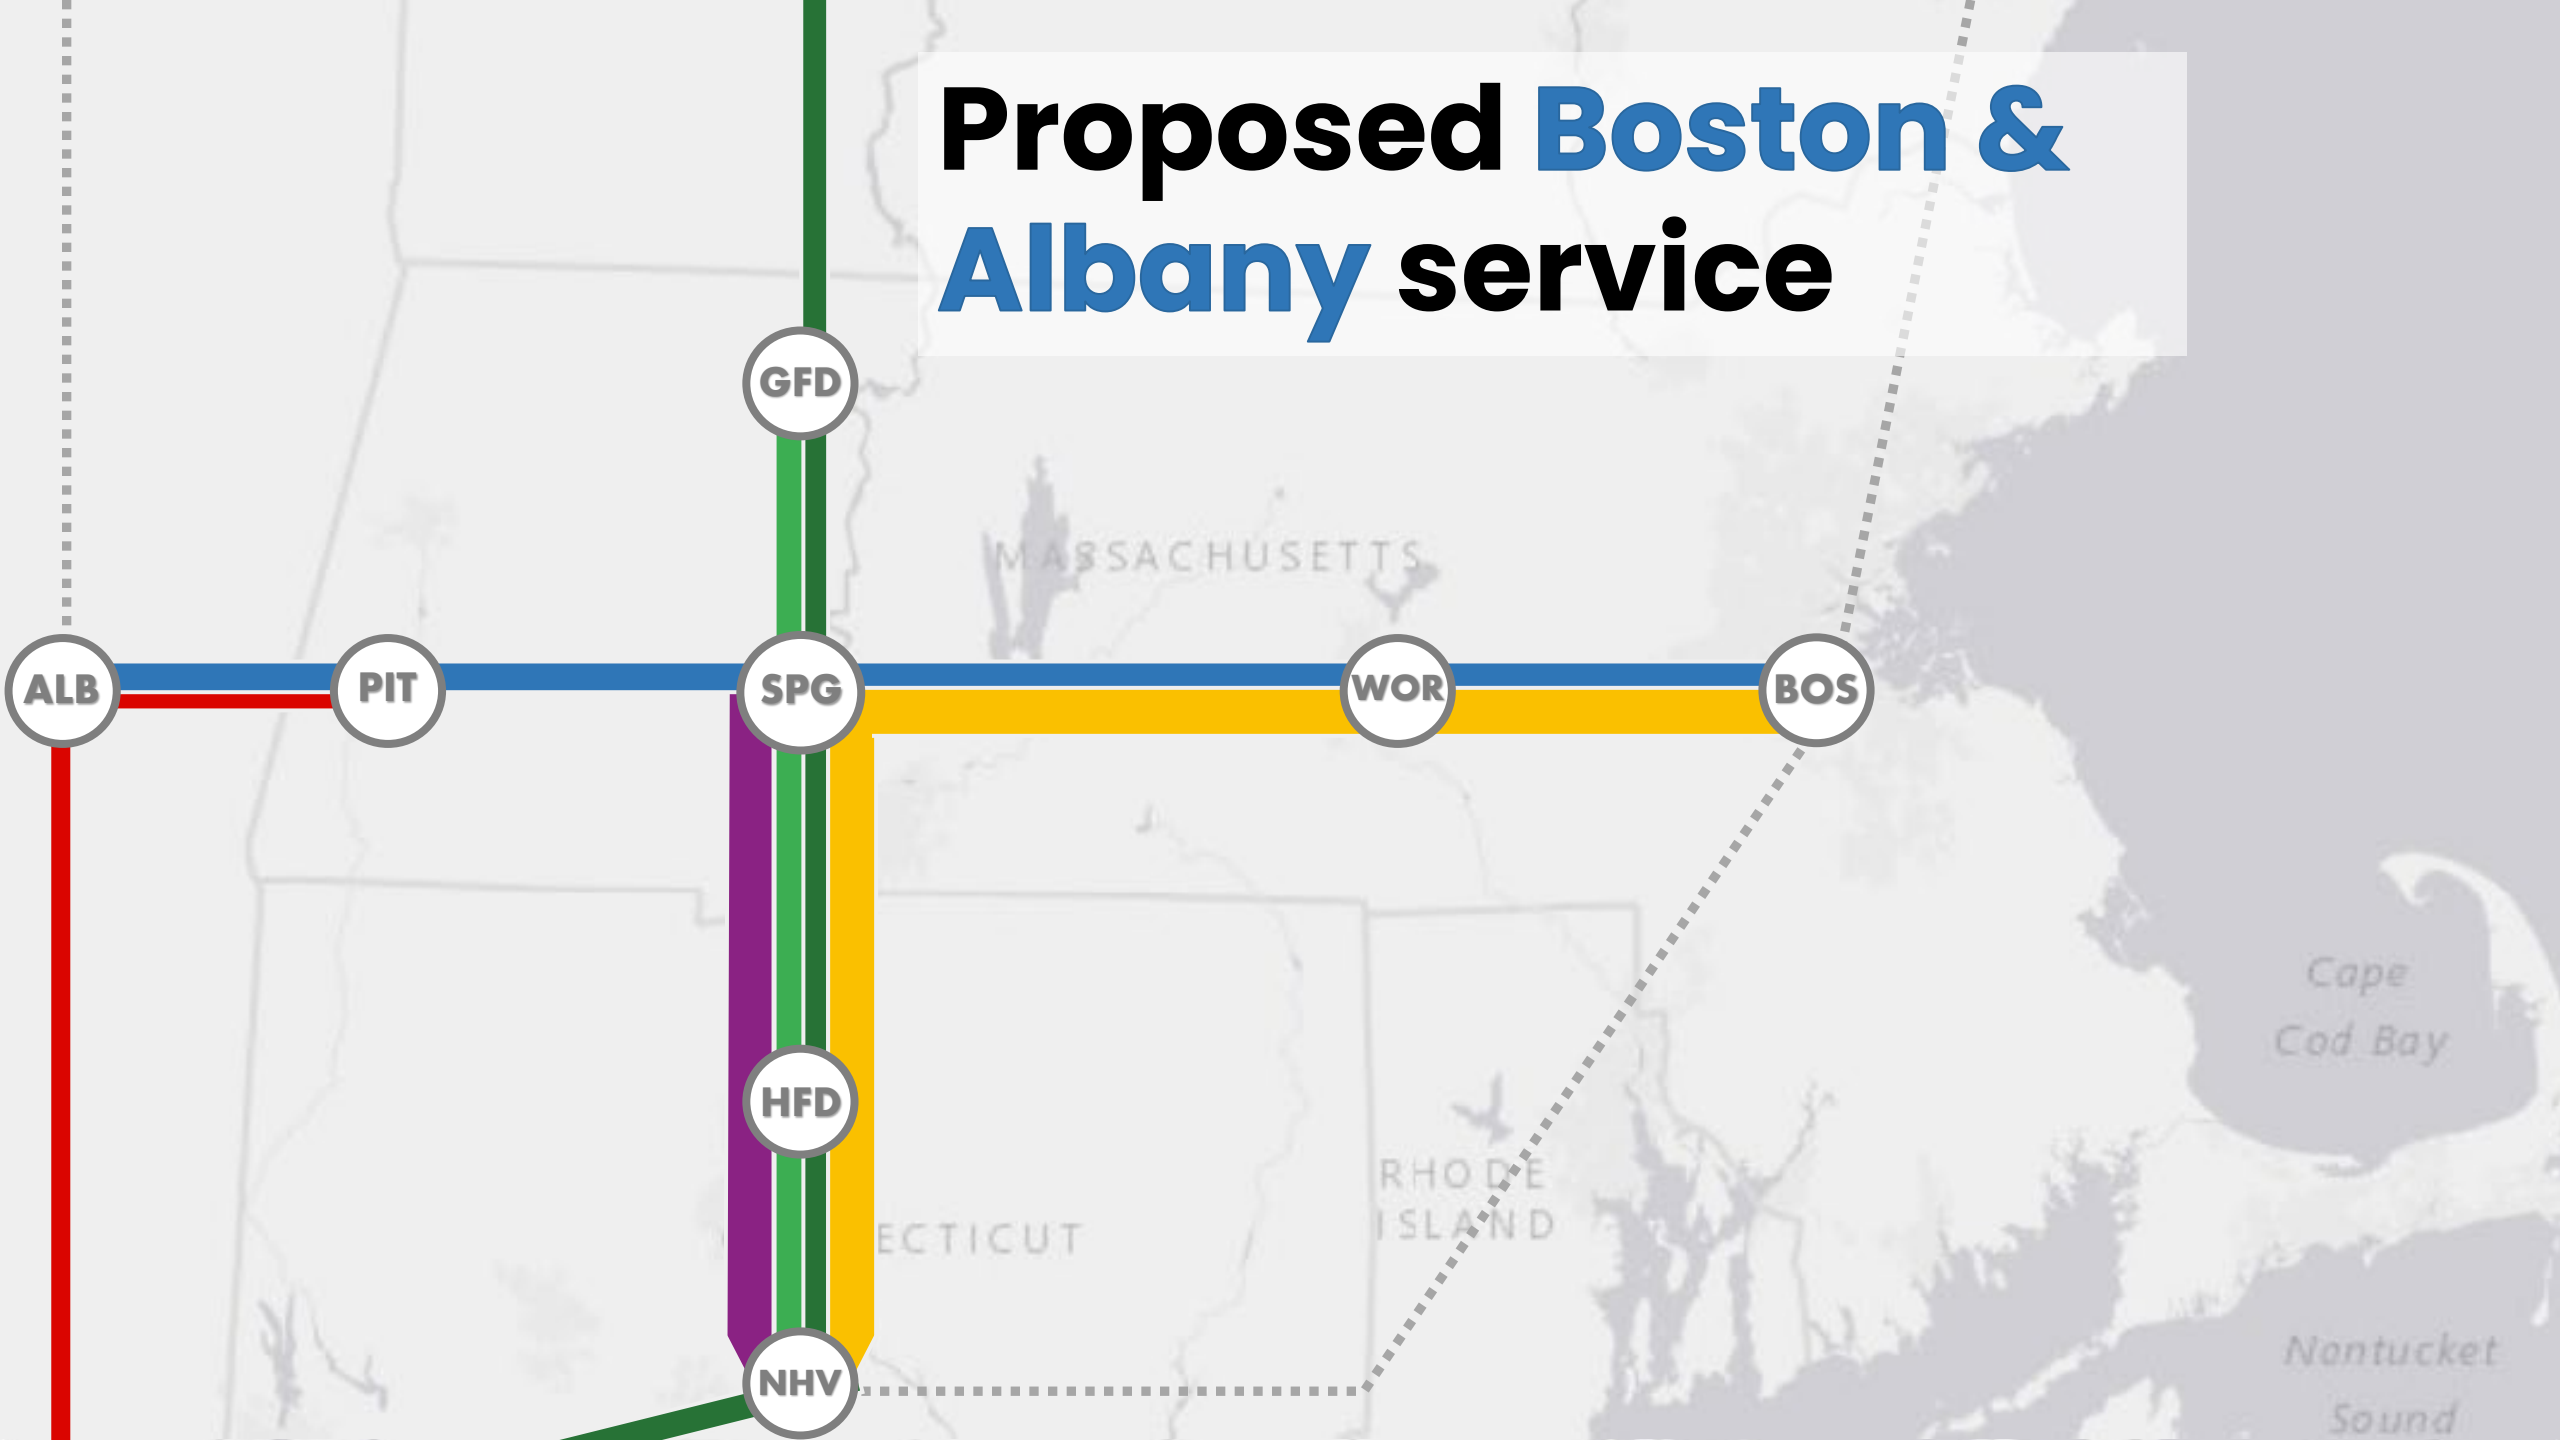 Proposed Boston &
Albany service
GFD
MASSACHUSETTS
ALB
PIT
SPG
WOR
BOS
Cape
Cod Bay
HFD
RHODE
ISLAND
ECTICUT
NHV
Nantucket
Sound